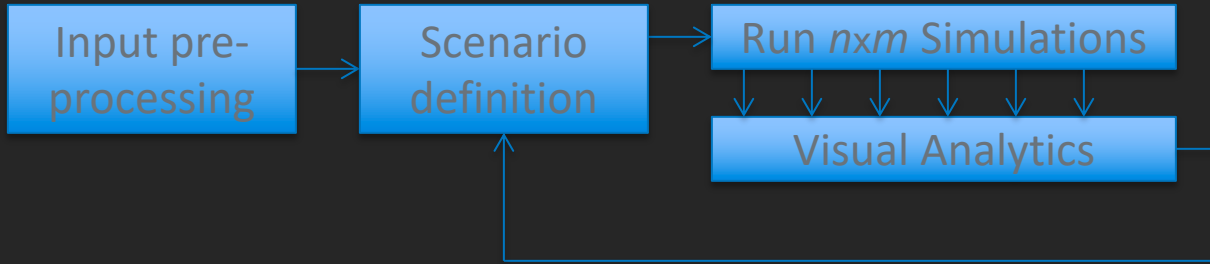 Input pre-
processing
Scenario
definition
Run nxm Simulations
Visual Analytics